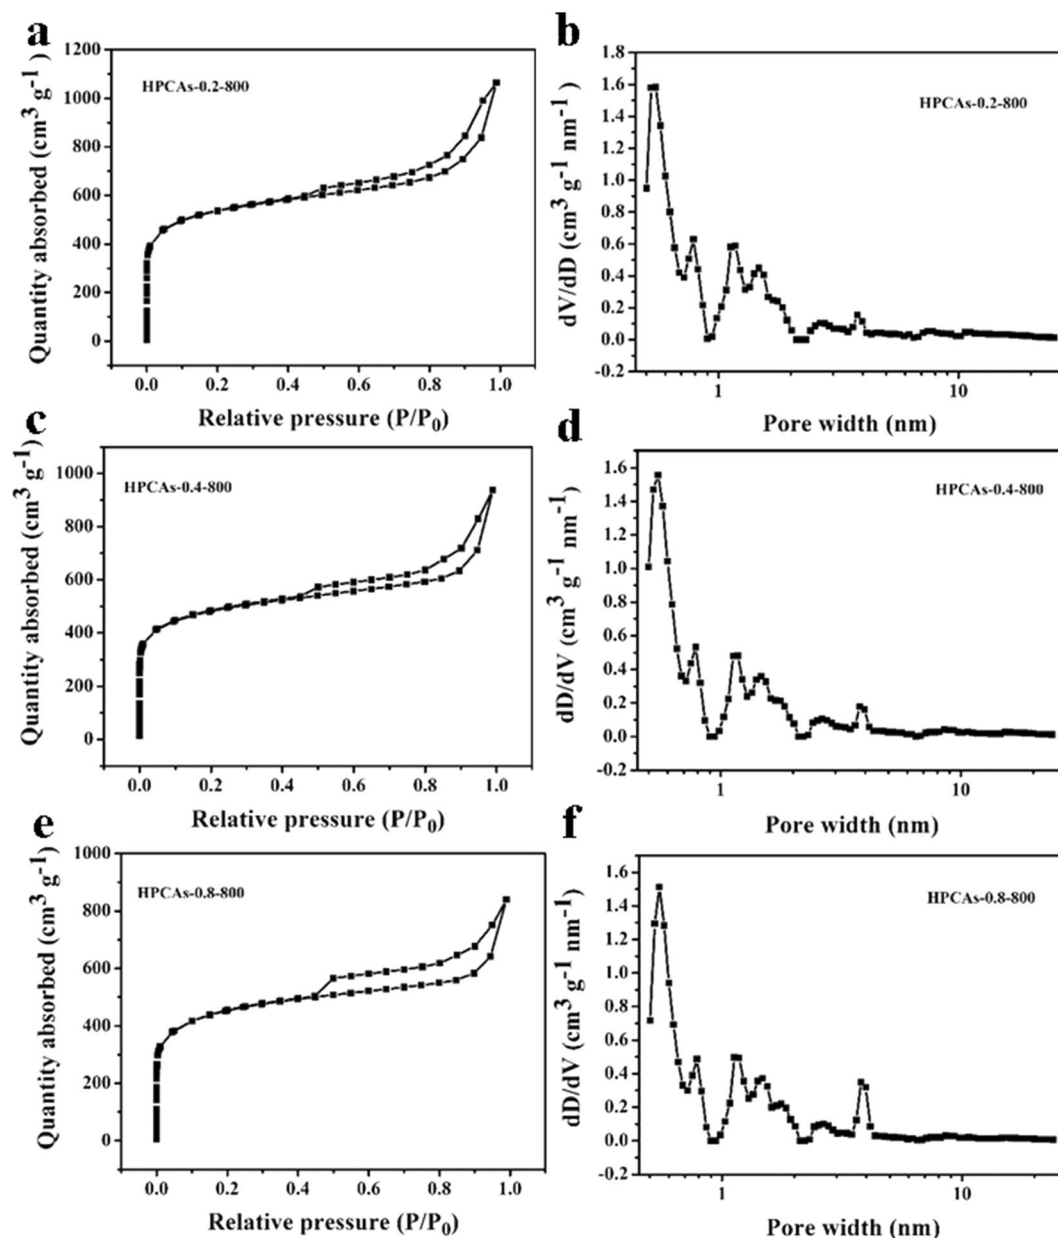 a
Quantity absorbed (cm³ g⁻¹)
1200
1000
800
600
400
200
0
HPCAs-0.2-800
0.0 0.2 0.4 0.6 0.8 1.0
Relative pressure (P/P₀)
b
dV/dD (cm³ g⁻¹ nm⁻¹)
1.8
1.6
1.4
1.2
1.0
0.8
0.6
0.4
0.2
0.0
-0.2
HPCAs-0.2-800
1 10
Pore width (nm)
c
Quantity absorbed (cm³ g⁻¹)
1000
800
600
400
200
0
HPCAs-0.4-800
0.0 0.2 0.4 0.6 0.8 1.0
Relative pressure (P/P₀)
d
dD/dV (cm³ g⁻¹ nm⁻¹)
1.6
1.4
1.2
1.0
0.8
0.6
0.4
0.2
0.0
-0.2
HPCAs-0.4-800
1 10
Pore width (nm)
e
Quantity absorbed (cm³ g⁻¹)
1000
800
600
400
200
0
HPCAs-0.8-800
0.0 0.2 0.4 0.6 0.8 1.0
Relative pressure (P/P₀)
f
dD/dV (cm³ g⁻¹ nm⁻¹)
1.6
1.4
1.2
1.0
0.8
0.6
0.4
0.2
0.0
-0.2
HPCAs-0.8-800
1 10
Pore width (nm)